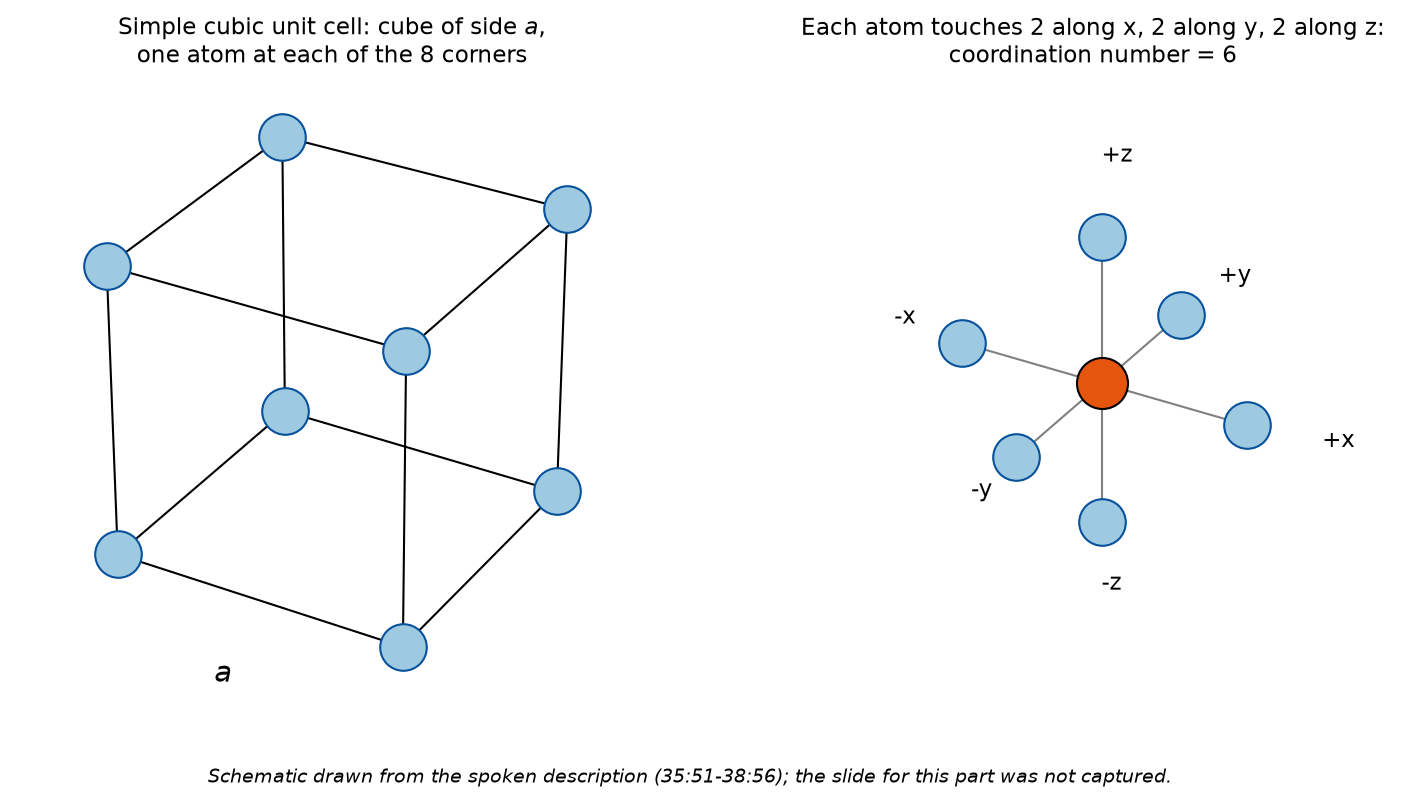 Simple cubic unit cell: cube of side a,
one atom at each of the 8 corners
Each atom touches 2 along x, 2 along y, 2 along z:
coordination number = 6
+z
+y
-x
+x
-y
-z
a
Schematic drawn from the spoken description (35:51-38:56); the slide for this part was not captured.